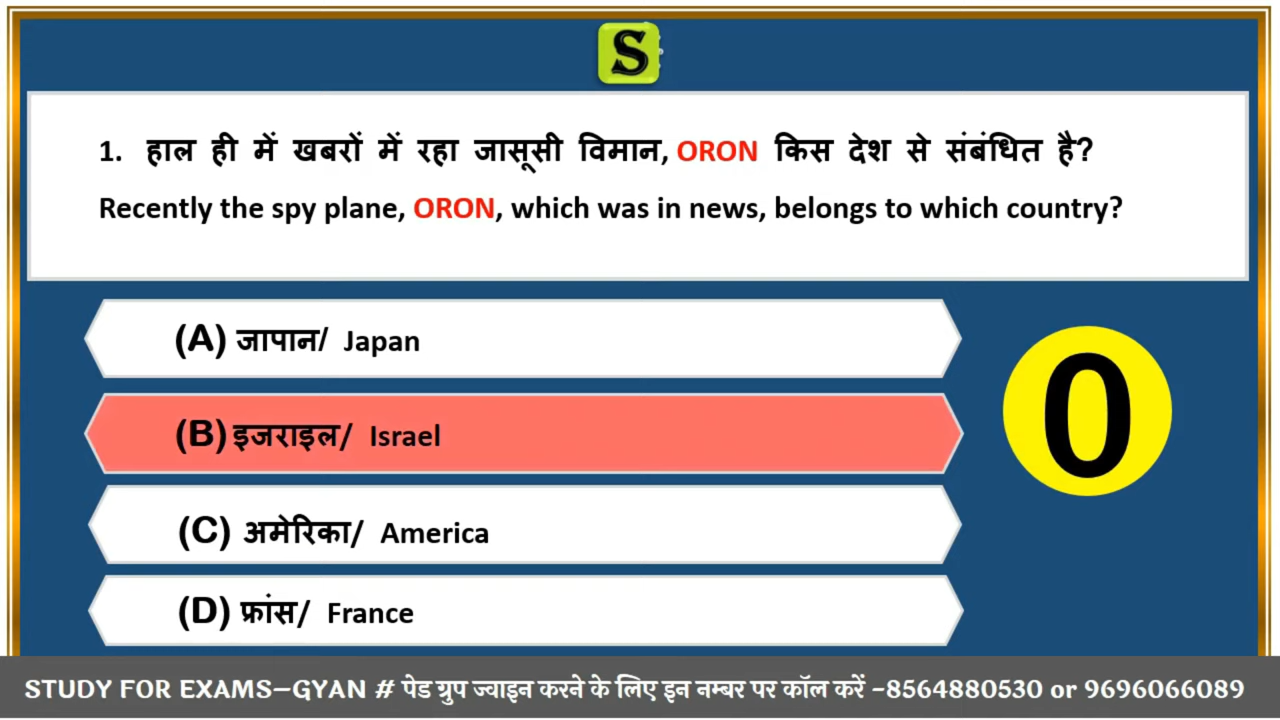 S
1. हाल ही में खबरों में रहा जासूसी विमान, ORON किस देश से संबंधित है?
Recently the spy plane, ORON, which was in news, belongs to which country?
(A) जापान/ Japan
(B) इजराइल/ Israel
(C) अमेरिका/ America
(D) फ्रांस/ France
0
STUDY FOR EXAMS–GYAN # पेड ग्रुप ज्वाइन करने के लिए इन नम्बर पर कॉल करें -8564880530 or 9696066089